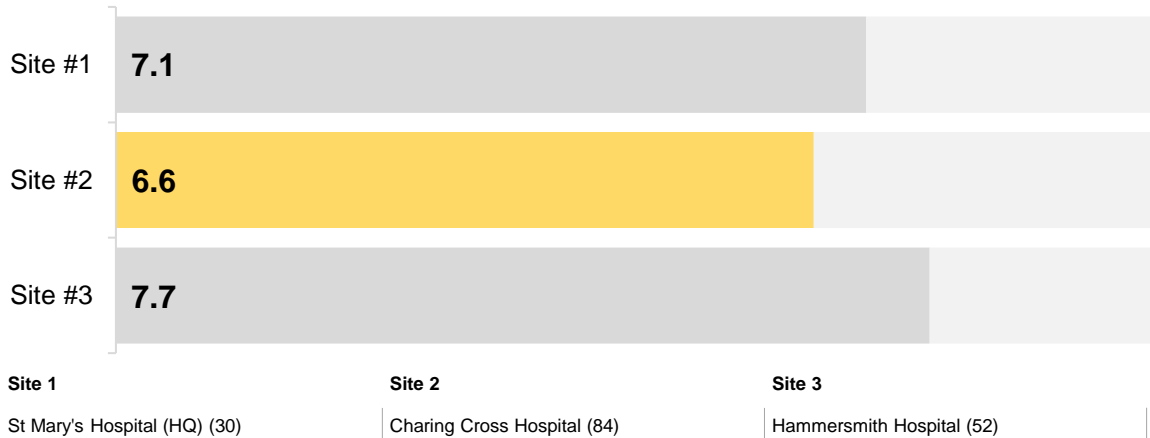 Site #1 7.1
Site #2 6.6
Site #3 7.7
Site 1 Site 2 Site 3
St Mary's Hospital (HQ) (30) Charing Cross Hospital (84) Hammersmith Hospital (52)